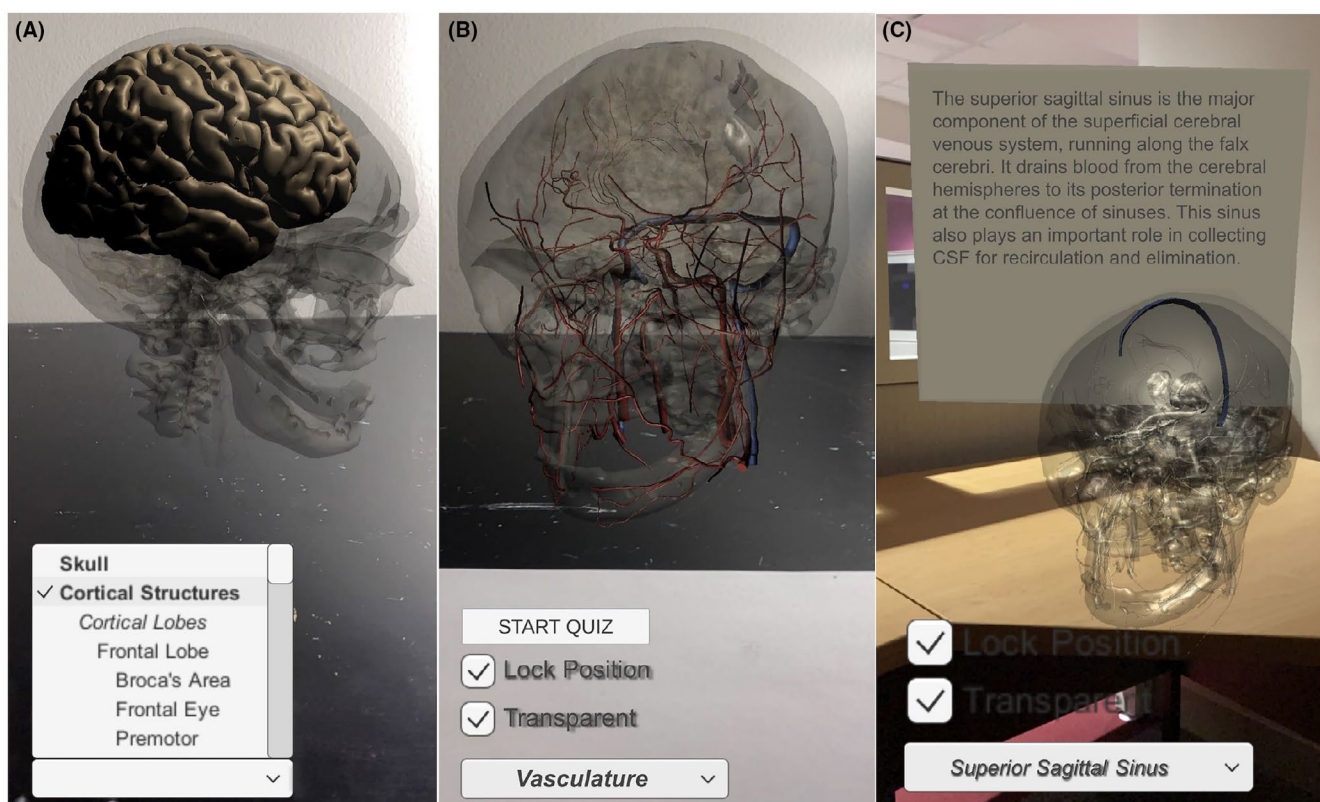 (A)
Skull
Cortical Structures
Cortical Lobes
Frontal Lobe
Broca's Area
Frontal Eye
Premotor
(B)
START QUIZ
Lock Position
Transparent
Vasculature
(C)
The superior sagittal sinus is the major
component of the superficial cerebral
venous system, running along the falx
cerebri. It drains blood from the cerebral
hemispheres to its posterior termination
at the confluence of sinuses. This sinus
also plays an important role in collecting
CSF for recirculation and elimination.
Lock Position
Transparent
Superior Sagittal Sinus